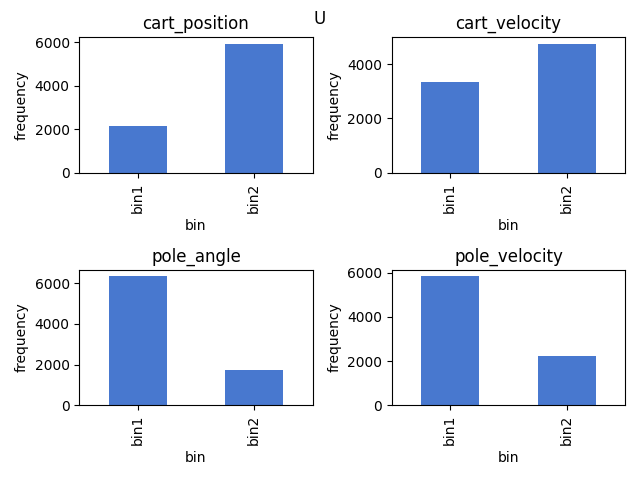 U
cart_position
6000
4000
2000
0
frequency
bin1
bin2
bin
cart_velocity
4000
2000
0
frequency
bin1
bin2
bin
pole_angle
6000
4000
2000
0
frequency
bin1
bin2
bin
pole_velocity
6000
4000
2000
0
frequency
bin1
bin2
bin